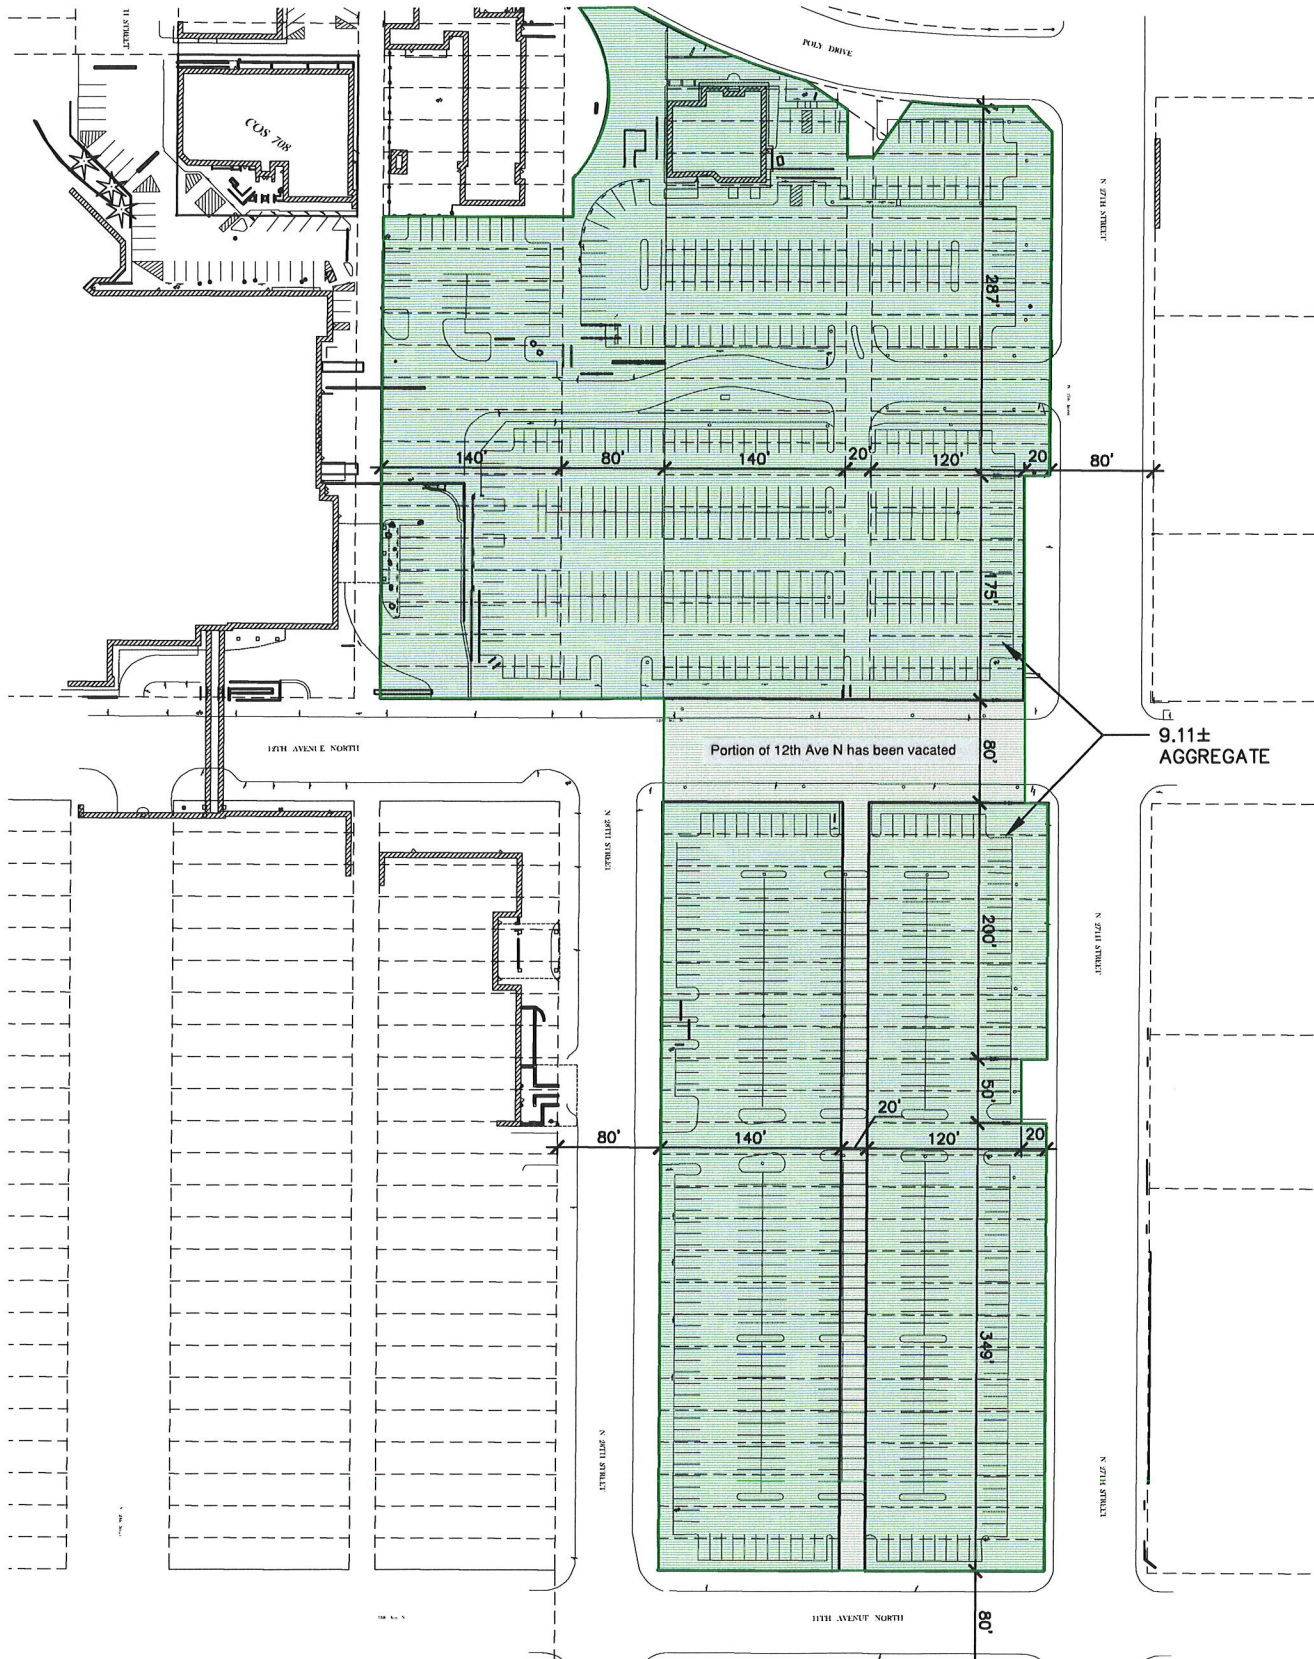 POLY DRIVE
COS 708
N 27TH STREET
287'
140'
80'
140'
20'
120'
20
80'
175'
12TH AVENUE NORTH
Portion of 12th Ave N has been vacated
80'
9.11±
AGGREGATE
N 28TH STREET
N 27TH STREET
200'
50'
20'
80'
140'
120'
20
349'
N 28TH STREET
N 27TH STREET
11TH AVENUE NORTH
80'